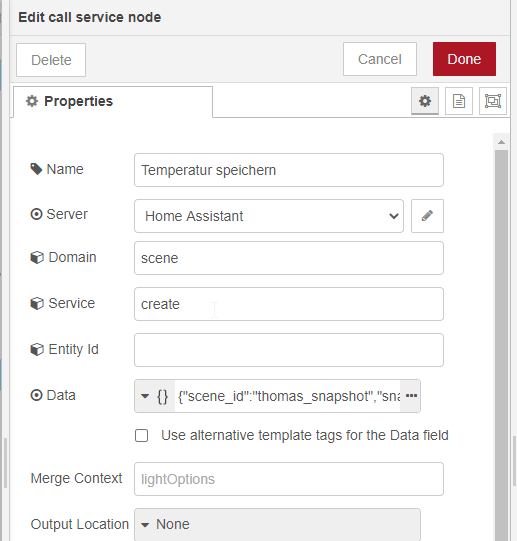 Edit call service node
Delete
Cancel
Done
Properties
Name
Temperatur speichern
Server
Home Assistant
Domain
scene
Service
create
Entity Id
Data
{} {"scene_id":"thomas_snapshot","sna
Use alternative template tags for the Data field
Merge Context
lightOptions
Output Location
None